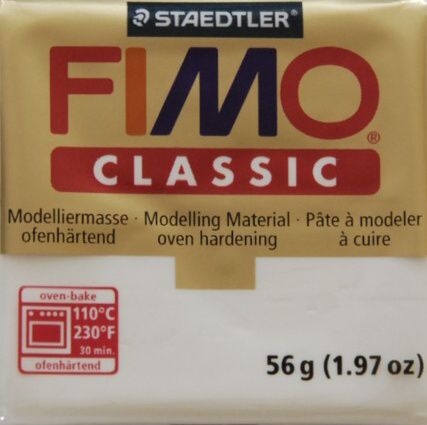 STAEDTLER
FIMO®
CLASSIC
Modelliermasse · Modelling Material · Pâte à modeler
ofenhärtend oven hardening à cuire
oven-bake
110°C
230°F
30 min.
ofenhärtend
56 g (1.97 oz)